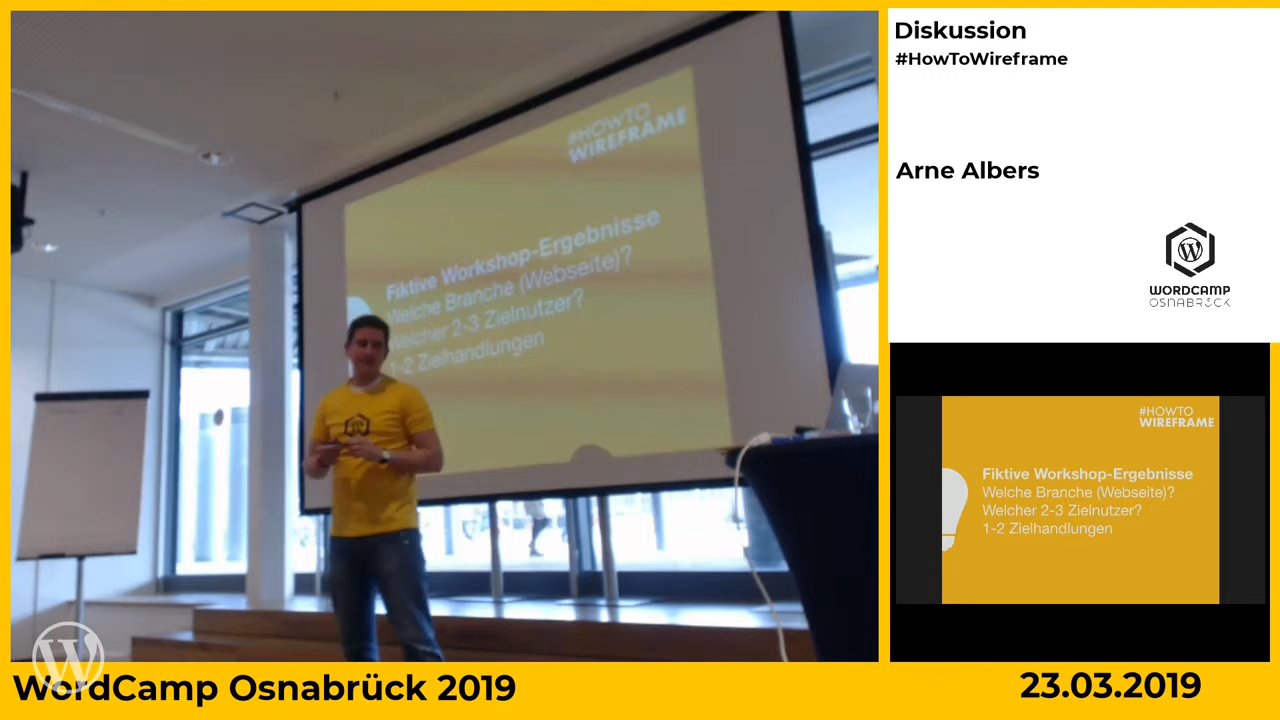 #HOWTO
WIREFRAME
Fiktive Workshop-Ergebnisse
Welche Branche (Webseite)?
Welcher 2-3 Zielnutzer?
1-2 Zielhandlungen
Diskussion
#HowToWireframe
Arne Albers
WORDCAMP
OSNABRÜCK
#HOWTO
WIREFRAME
Fiktive Workshop-Ergebnisse
Welche Branche (Webseite)?
Welcher 2-3 Zielnutzer?
1-2 Zielhandlungen
WordCamp Osnabrück 2019
23.03.2019